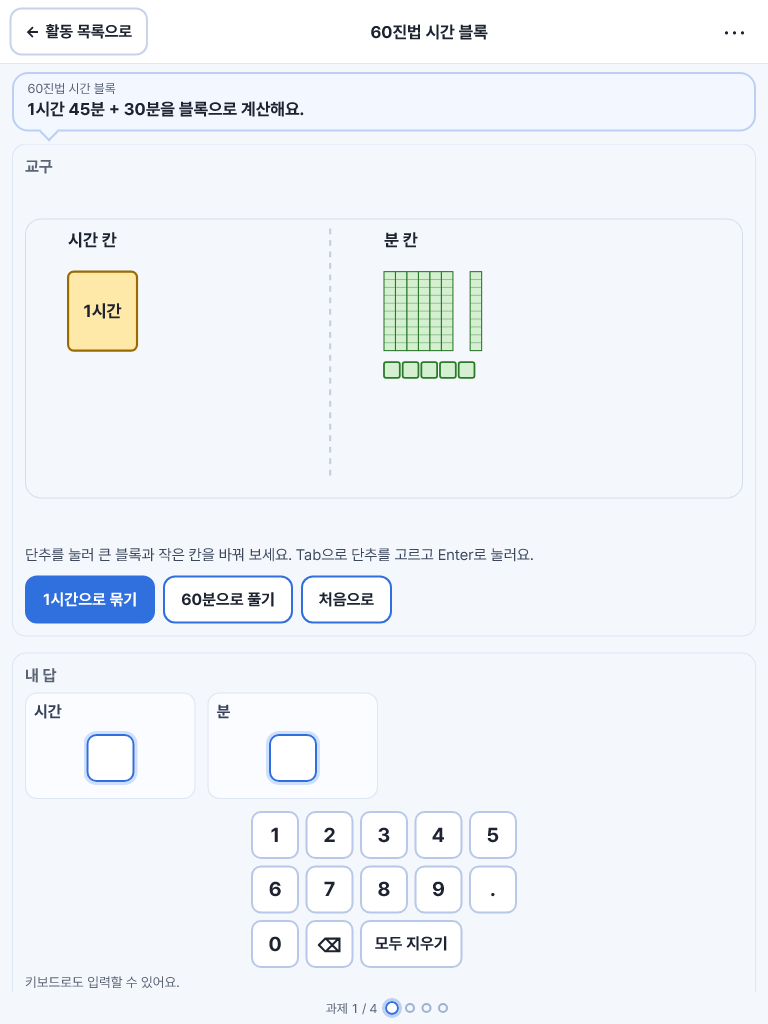 ← 활동 목록으로
60진법 시간 블록
...
60진법 시간 블록
1시간 45분 + 30분을 블록으로 계산해요.
교구
시간 칸
분 칸
1시간
단추를 눌러 큰 블록과 작은 칸을 바꿔 보세요. Tab으로 단추를 고르고 Enter로 눌러요.
1시간으로 묶기
60분으로 풀기
처음으로
내 답
시간
분
1 2 3 4 5
6 7 8 9 .
0 ⌫ 모두 지우기
키보드로도 입력할 수 있어요.
과제 1 / 4